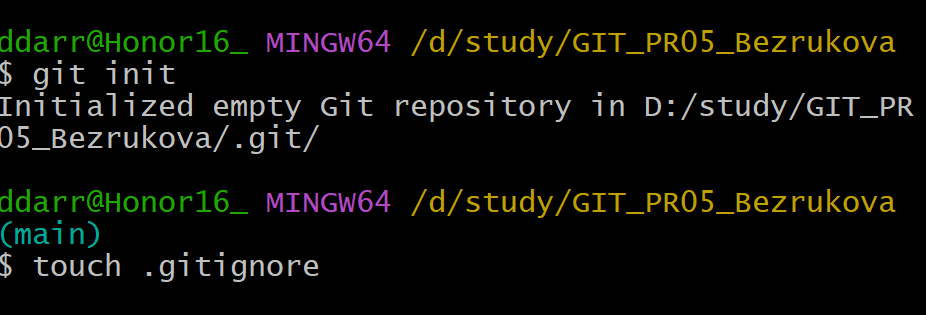 ddarr@Honor16_ MINGW64 /d/study/GIT_PR05_Bezrukova
$ git init
Initialized empty Git repository in D:/study/GIT_PR
05_Bezrukova/.git/
ddarr@Honor16_ MINGW64 /d/study/GIT_PR05_Bezrukova
(main)
$ touch .gitignore